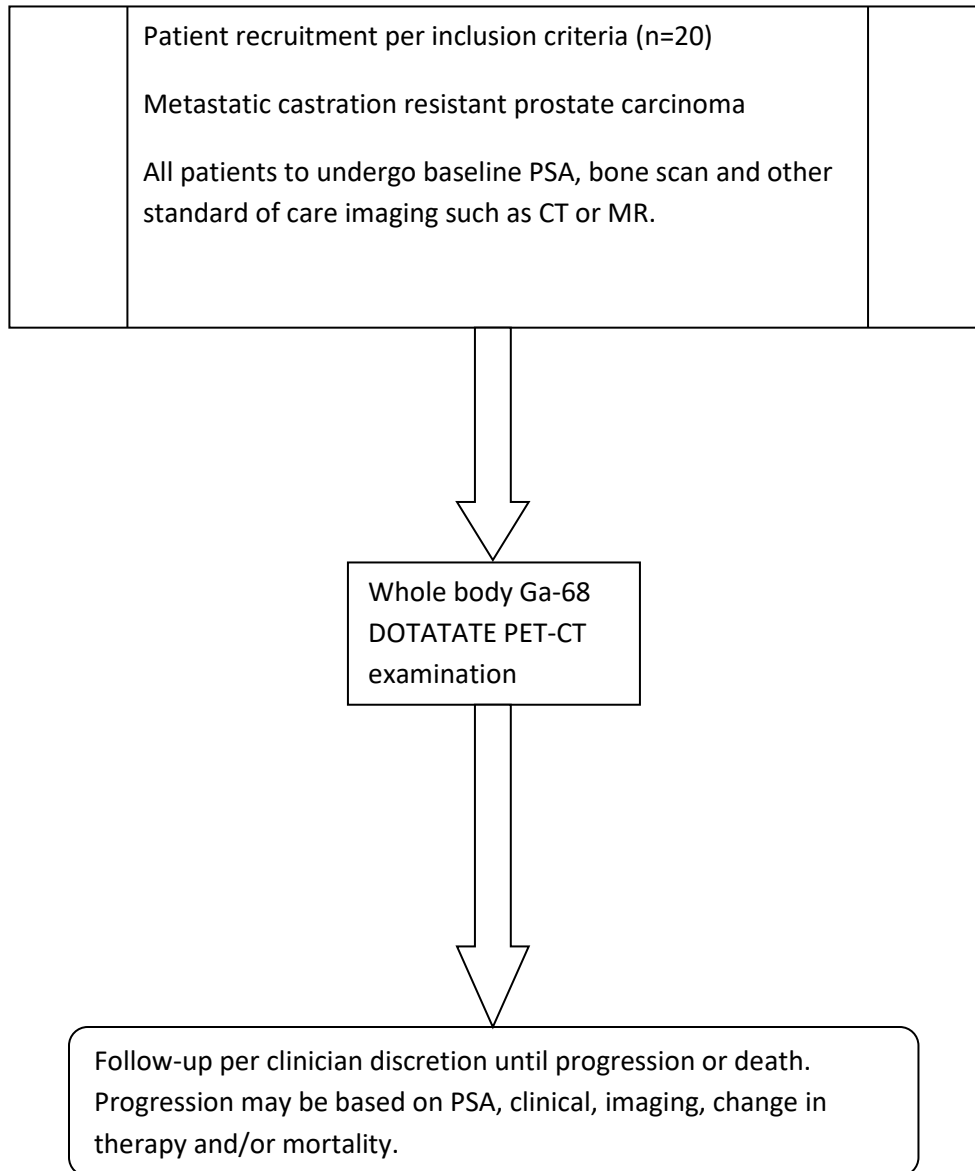 Patient recruitment per inclusion criteria (n=20)
Metastatic castration resistant prostate carcinoma
All patients to undergo baseline PSA, bone scan and other
standard of care imaging such as CT or MR.
Whole body Ga-68
DOTATATE PET-CT
examination
Follow-up per clinician discretion until progression or death.
Progression may be based on PSA, clinical, imaging, change in
therapy and/or mortality.